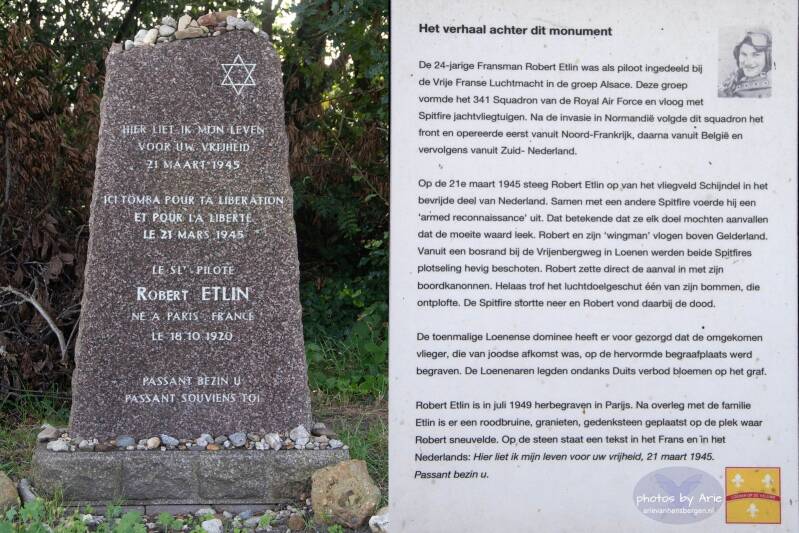 HIER LIET IK MIJN LEVEN
VOOR UW VRIJHEID
21 MAART 1945
ICI TOMBA POUR TA LIBERATION
ET POUR LA LIBERTE
LE 21 MARS 1945
LE SLT PILOTE
ROBERT ETLIN
NE A PARIS FRANCE
LE 18.10.1920
PASSANT BEZIN U
PASSANT SOUVIENS TOI
Het verhaal achter dit monument
De 24-jarige Fransman Robert Etlin was als piloot ingedeeld bij
de Vrije Franse Luchtmacht in de groep Alsace. Deze groep
vormde het 341 Squadron van de Royal Air Force en vloog met
Spitfire jachtvliegtuigen. Na de invasie in Normandië volgde dit squadron het
front en opereerde eerst vanuit Noord-Frankrijk, daarna vanuit België en
vervolgens vanuit Zuid- Nederland.
Op de 21e maart 1945 steeg Robert Etlin op van het vliegveld Schijndel in het
bevrijde deel van Nederland. Samen met een andere Spitfire voerde hij een
'armed reconnaissance' uit. Dat betekende dat ze elk doel mochten aanvallen
dat de moeite waard leek. Robert en zijn 'wingman' vlogen boven Gelderland.
Vanuit een bosrand bij de Vrijenbergweg in Loenen werden beide Spitfires
plotseling hevig beschoten. Robert zette direct de aanval in met zijn
boordkanonnen. Helaas trof het luchtdoelgeschut één van zijn bommen, die
ontplofte. De Spitfire stortte neer en Robert vond daarbij de dood.
De toenmalige Loenense dominee heeft er voor gezorgd dat de omgekomen
vlieger, die van joodse afkomst was, op de hervormde begraafplaats werd
begraven. De Loenenaren legden ondanks Duits verbod bloemen op het graf.
Robert Etlin is in juli 1949 herbegraven in Parijs. Na overleg met de familie
Etlin is er een roodbruine, granieten, gedenksteen geplaatst op de plek waar
Robert sneuvelde. Op de steen staat een tekst in het Frans en in het
Nederlands: Hier liet ik mijn leven voor uw vrijheid, 21 maart 1945.
Passant bezin u.
photos by Arie
arievanhensbergen.nl